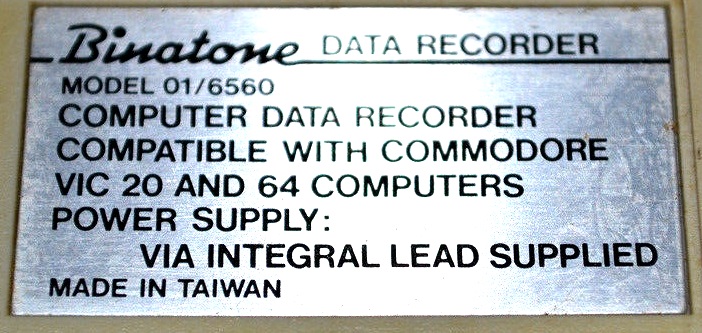 Binatone DATA RECORDER
MODEL 01/6560
COMPUTER DATA RECORDER
COMPATIBLE WITH COMMODORE
VIC 20 AND 64 COMPUTERS
POWER SUPPLY:
VIA INTEGRAL LEAD SUPPLIED
MADE IN TAIWAN